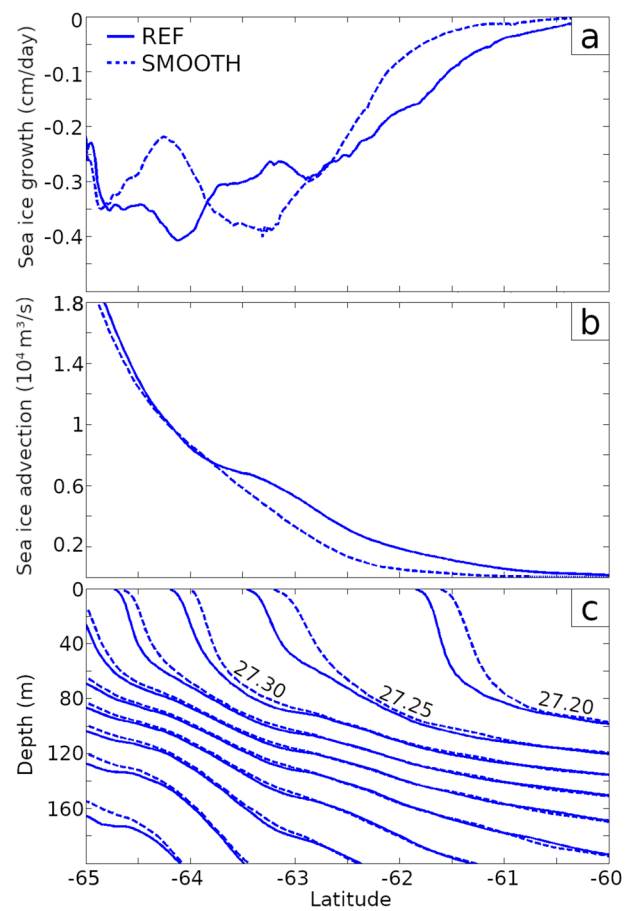 0
-0.1
-0.2
-0.3
-0.4
Sea ice growth (cm/day)
REF
SMOOTH
a
1.8
1.4
1
0.6
0.2
Sea ice advection (10⁴ m³/s)
b
0
40
80
120
160
Depth (m)
c
27.30
27.25
27.20
-65 -64 -63 -62 -61 -60
Latitude